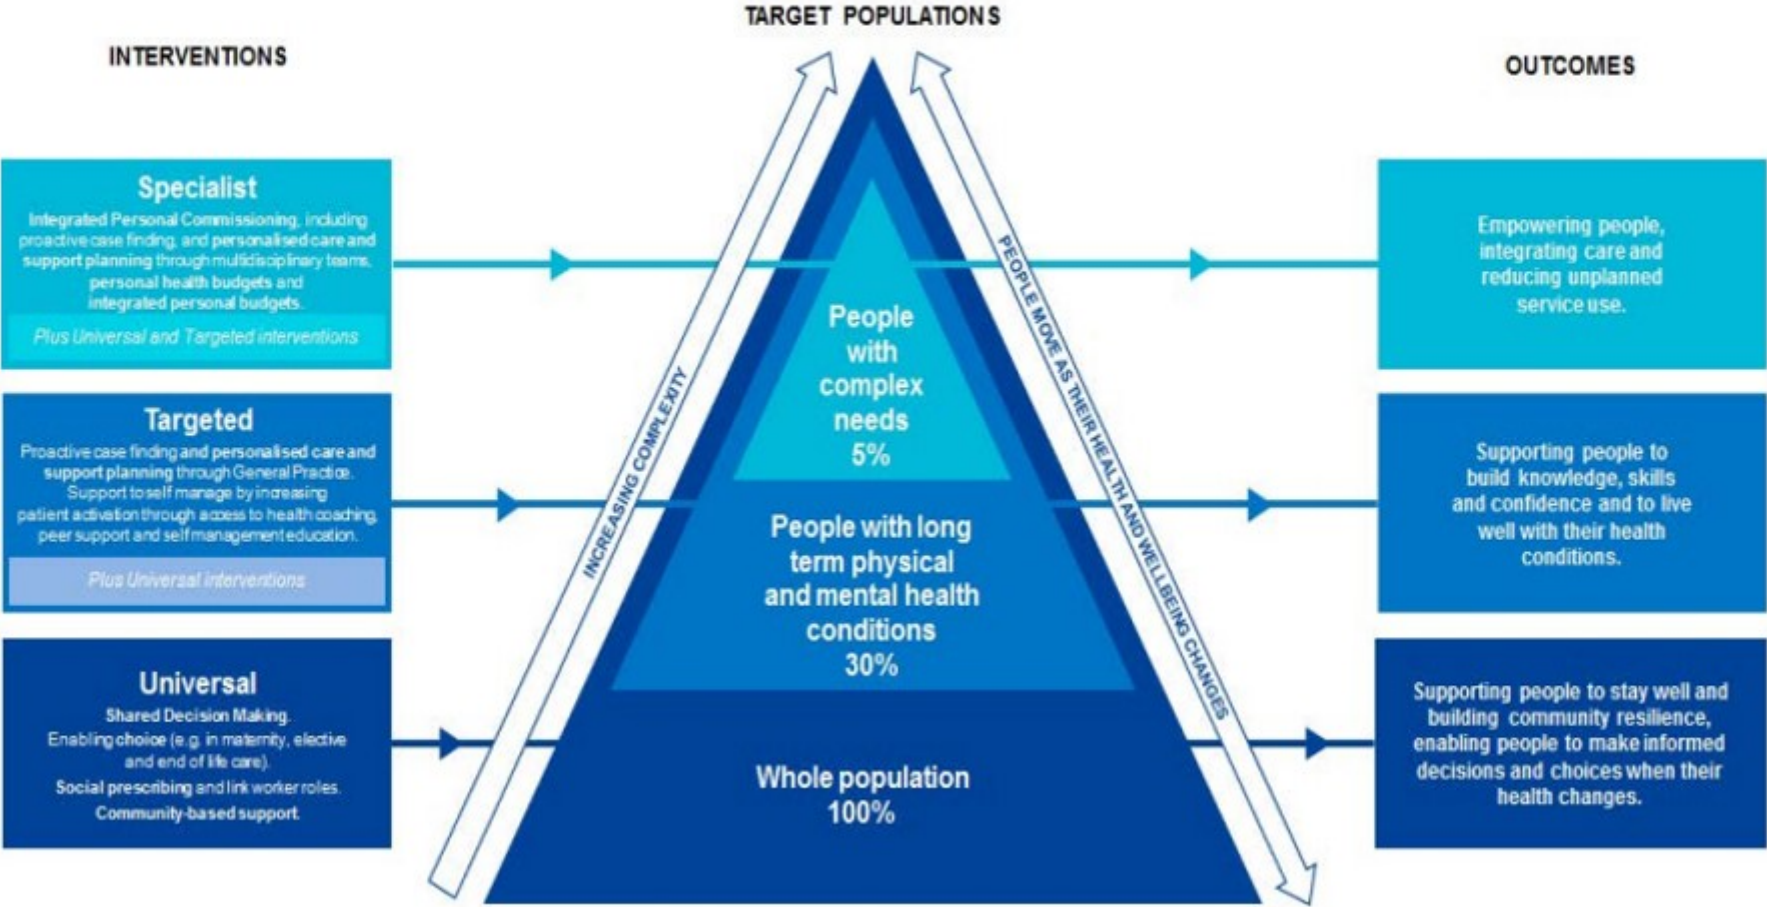 TARGET POPULATIONS
INTERVENTIONS
OUTCOMES
Specialist
Integrated Personal Commissioning, including
proactive case finding, and personalised care and
support planning through multidisciplinary teams,
personal health budgets and
integrated personal budgets.
Plus Universal and Targeted interventions
Targeted
Proactive case finding and personalised care and
support planning through General Practice.
Support to self manage by increasing
patient activation through access to health coaching,
peer support and self management education.
Plus Universal interventions
Universal
Shared Decision Making.
Enabling choice (e.g. in maternity, elective
and end of life care).
Social prescribing and link worker roles.
Community-based support.
INCREASING COMPLEXITY
People
with
complex
needs
5%
People with long
term physical
and mental health
conditions
30%
Whole population
100%
PEOPLE MOVE AS THEIR HEALTH AND WELLBEING CHANGES
Empowering people,
integrating care and
reducing unplanned
service use.
Supporting people to
build knowledge, skills
and confidence and to live
well with their health
conditions.
Supporting people to stay well and
building community resilience,
enabling people to make informed
decisions and choices when their
health changes.